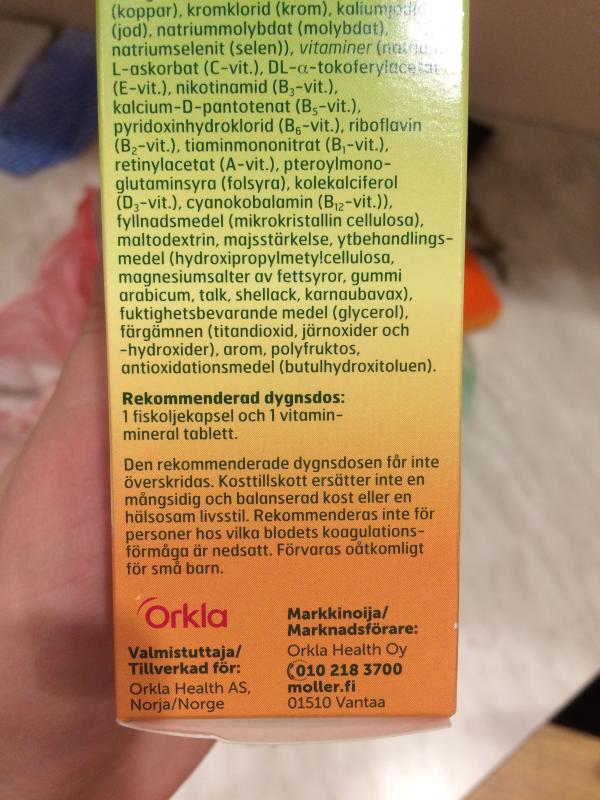 (koppar), kromklorid (krom), kaliumjodid
(jod), natriummolybdat (molybdat),
natriumselenit (selen)), vitaminer (natrium-
L-askorbat (C-vit.), DL-α-tokoferylacetat
(E-vit.), nikotinamid (B₃-vit.),
kalcium-D-pantotenat (B₅-vit.),
pyridoxinhydroklorid (B₆-vit.), riboflavin
(B₂-vit.), tiaminmononitrat (B₁-vit.),
retinylacetat (A-vit.), pteroylmono-
glutaminsyra (folsyra), kolekalciferol
(D₃-vit.), cyanokobalamin (B₁₂-vit.)),
fyllnadsmedel (mikrokristallin cellulosa),
maltodextrin, majsstärkelse, ytbehandlings-
medel (hydroxipropylmetylcellulosa,
magnesiumsalter av fettsyror, gummi
arabicum, talk, shellack, karnaubavax),
fuktighetsbevarande medel (glycerol),
färgämnen (titandioxid, järnoxider och
-hydroxider), arom, polyfruktos,
antioxidationsmedel (butulhydroxitoluen).
Rekommenderad dygnsdos:
1 fiskoljekapsel och 1 vitamin-
mineral tablett.
Den rekommenderade dygnsdosen får inte
överskridas. Kosttillskott ersätter inte en
mångsidig och balanserad kost eller en
hälsosam livsstil. Rekommenderas inte för
personer hos vilka blodets koagulations-
förmåga är nedsatt. Förvaras oåtkomligt
för små barn.
Orkla
Valmistuttaja/
Tillverkad för:
Orkla Health AS,
Norja/Norge
Markkinoija/
Marknadsförare:
Orkla Health Oy
010 218 3700
moller.fi
01510 Vantaa